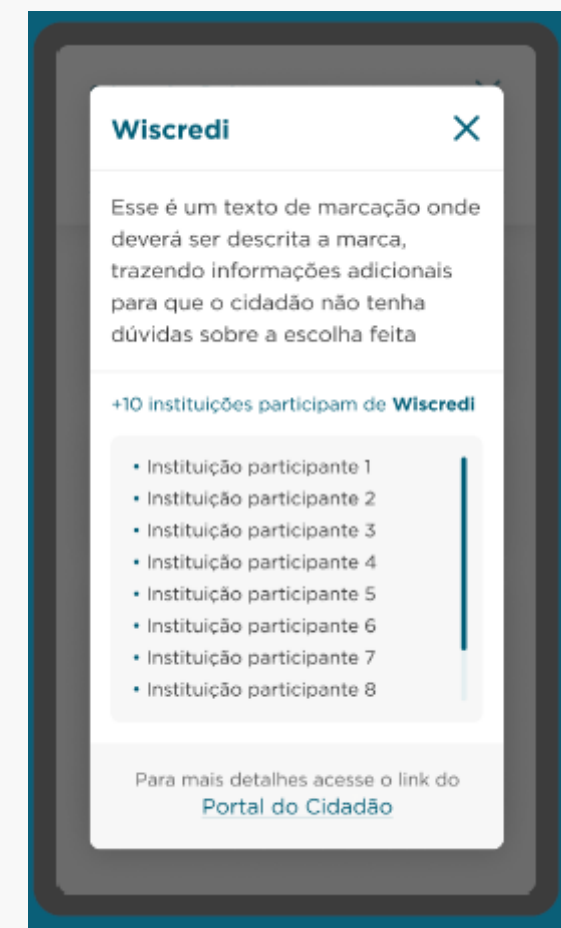 Wiscredi
Esse é um texto de marcação onde
deverá ser descrita a marca,
trazendo informações adicionais
para que o cidadão não tenha
dúvidas sobre a escolha feita
+10 instituições participam de Wiscredi
• Instituição participante 1
• Instituição participante 2
• Instituição participante 3
• Instituição participante 4
• Instituição participante 5
• Instituição participante 6
• Instituição participante 7
• Instituição participante 8
Para mais detalhes acesse o link do
Portal do Cidadão